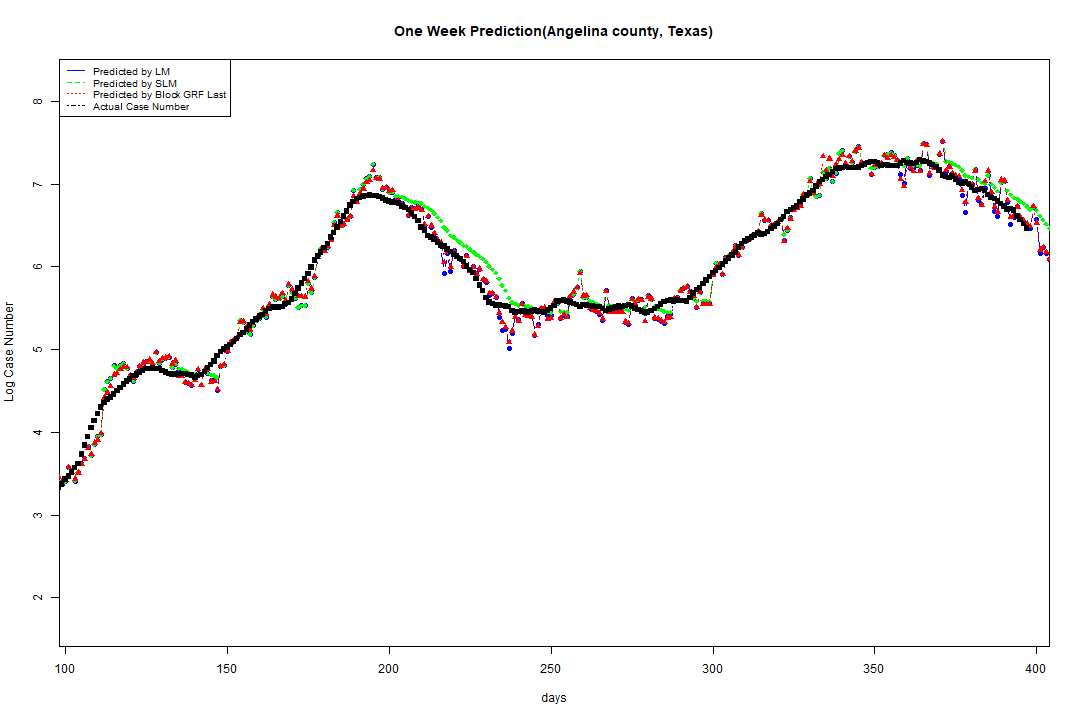 One Week Prediction(Angelina county, Texas)
Predicted by LM
Predicted by SLM
Predicted by Block GRF Last
Actual Case Number
8
7
6
5
4
3
2
Log Case Number
100 150 200 250 300 350 400
days